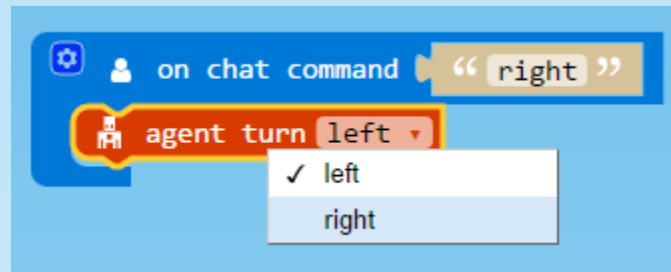 on chat command “ right ”
agent turn left ▾
✓ left
right